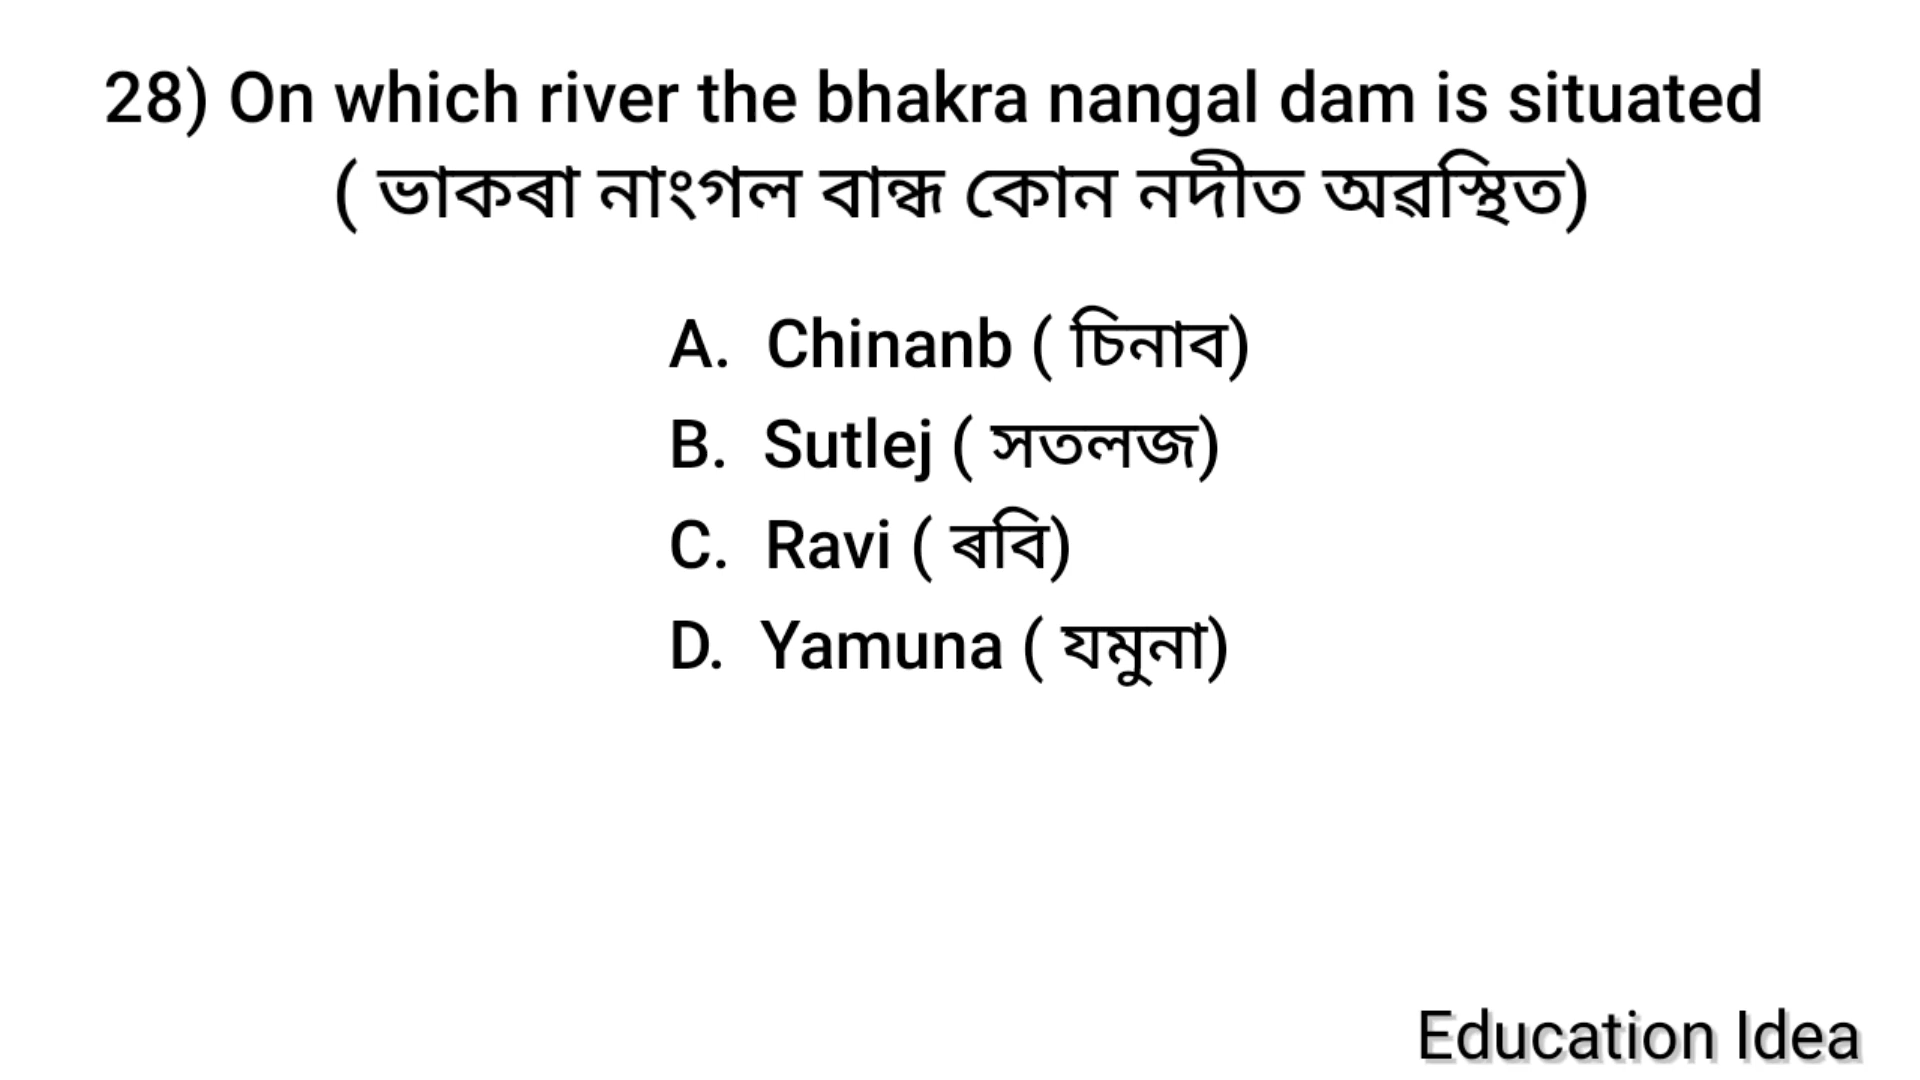 28) On which river the bhakra nangal dam is situated
( ভাকৰা নাংগল বান্ধ কোন নদীত অৱস্থিত)
A. Chinanb ( চিনাব)
B. Sutlej ( সতলজ)
C. Ravi ( ৰবি)
D. Yamuna ( যমুনা)
Education Idea